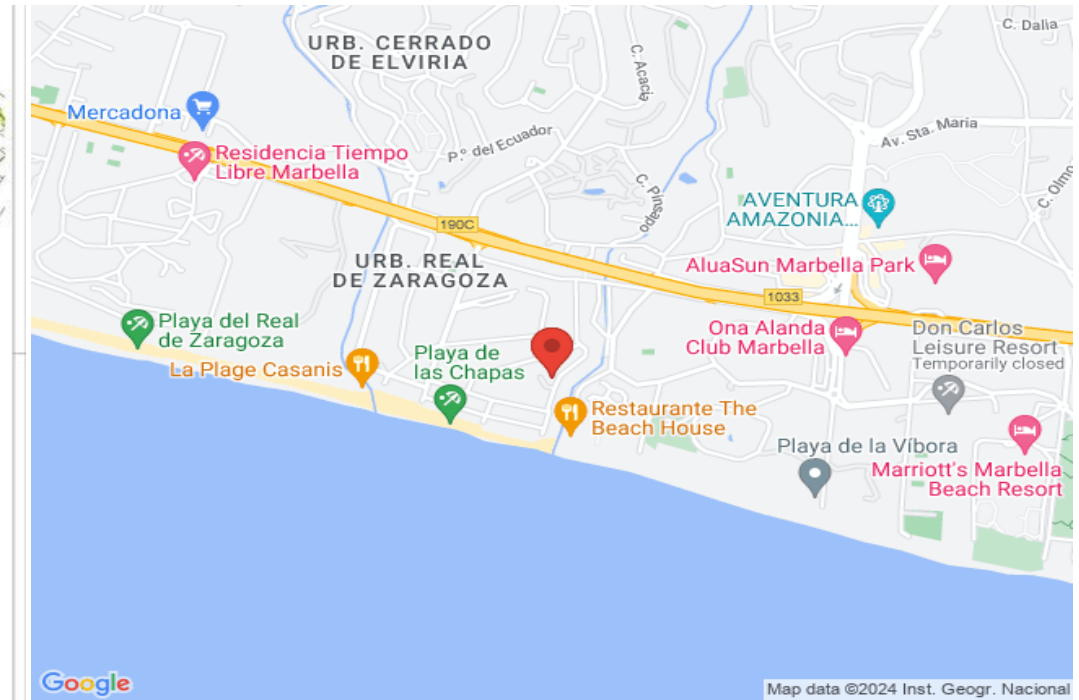 C. Dalia
URB. CERRADO
DE ELVIRIA
C. Acacia
Mercadona
Av. Sta. Maria
P.º del Ecuador
Residencia Tiempo
Libre Marbella
C. Pinsapo
C. Olmo
AVENTURA
AMAZONIA...
190C
URB. REAL
DE ZARAGOZA
AluaSun Marbella Park
1033
Playa del Real
de Zaragoza
Ona Alanda
Club Marbella
Don Carlos
Leisure Resort
Temporarily closed
Playa de
las Chapas
La Plage Casanis
Restaurante The
Beach House
Playa de la Víbora
Marriott's Marbella
Beach Resort
Google
Map data ©2024 Inst. Geogr. Nacional